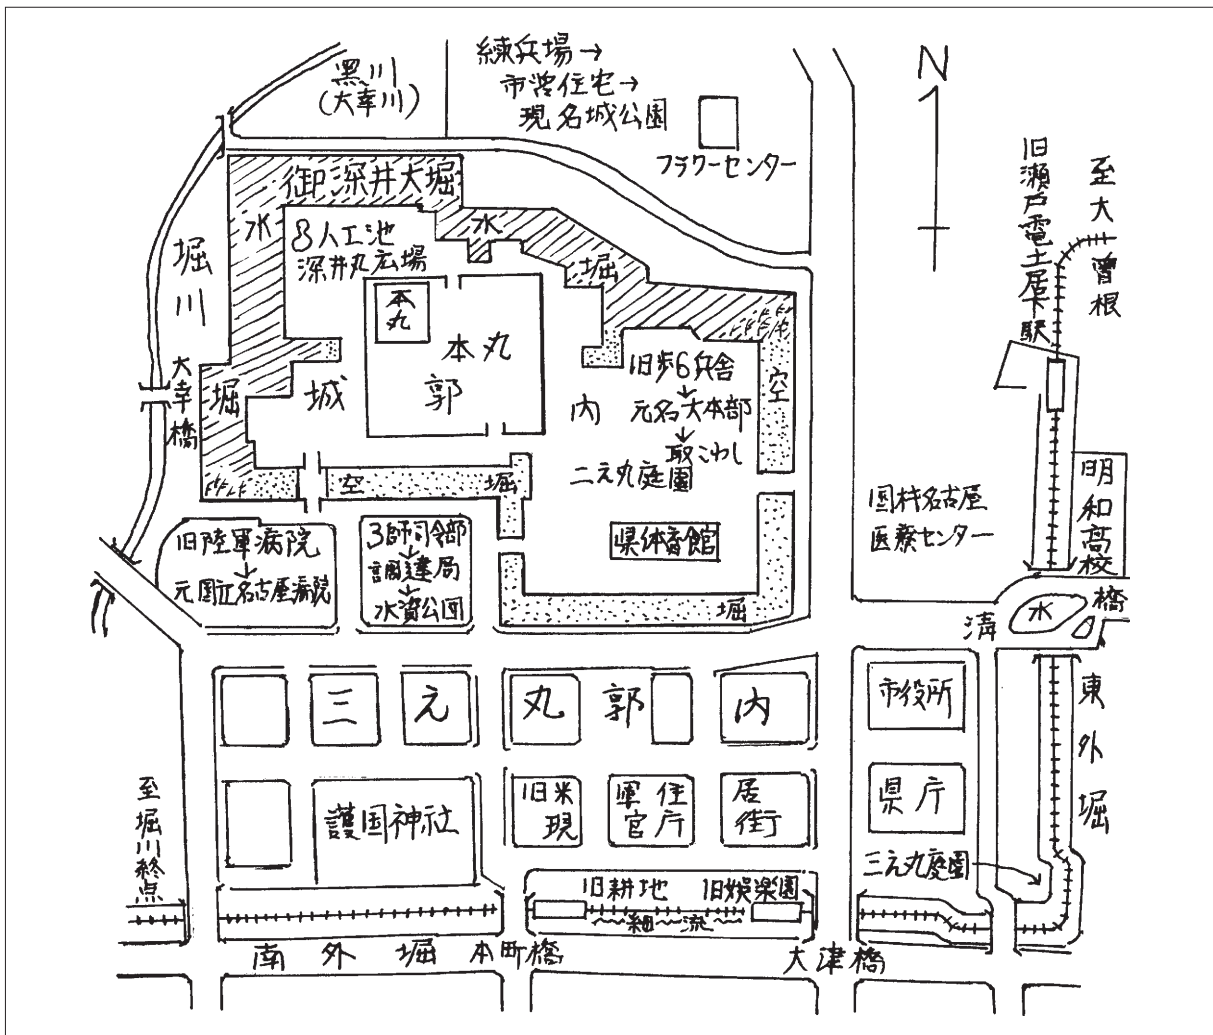 黒川
(大幸川)
練兵場→
市営住宅→
現名城公園
フラワーセンター
N
旧瀬戸電土居下駅
至大曽根
御深井大堀
水
水
堀
堀
8人工池
深井丸広場
本丸
本丸
郭
堀川
大幸橋
城
内
旧歩6兵舎
↓
元名大本部
↓
取こわし
二之丸庭園
空
空
堀
堀
県体育館
国村名古屋
医療センター
明和高校
旧陸軍病院
↓
元国立名古屋病院
3師司令部
↓
調達局
↓
水資公団
清
水
橋
三之丸郭内
市役所
東外堀
至堀川終点
護国神社
旧米
現
軍住
官庁
居
街
県庁
三之丸庭園
旧耕地
旧娯楽園
細流
南外堀
本町橋
大津橋